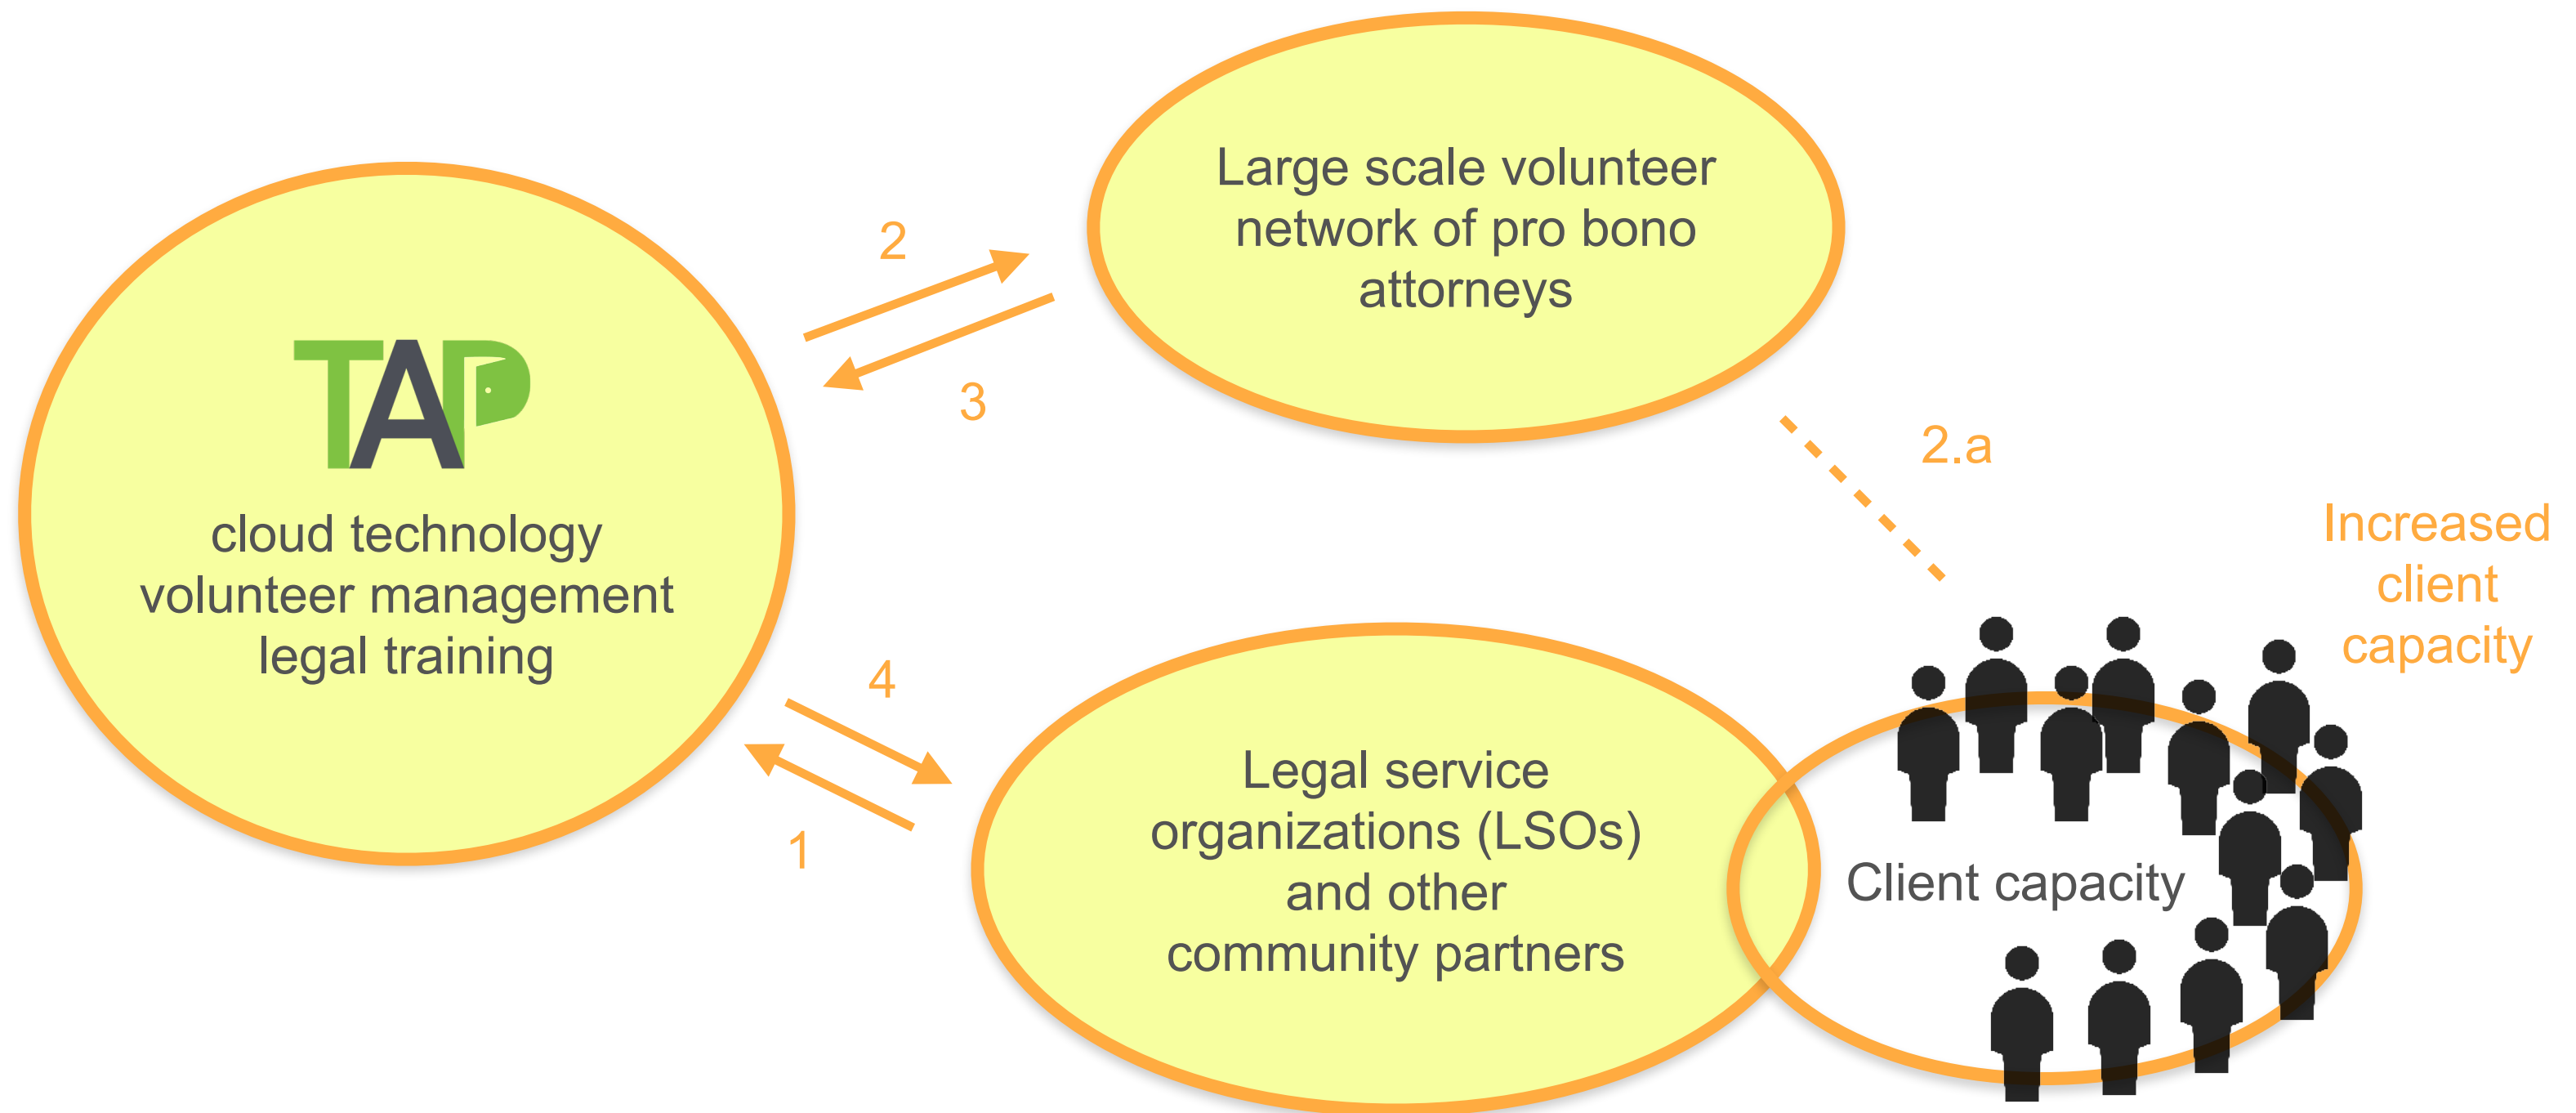 TAP
cloud technology
volunteer management
legal training
2
3
Large scale volunteer
network of pro bono
attorneys
2.a
Increased
client
capacity
4
1
Legal service
organizations (LSOs)
and other
community partners
Client capacity